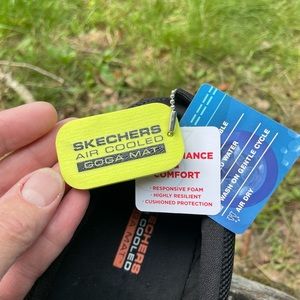 SKECHERS
AIR COOLED
GOGA MAT
COMFORT
• RESPONSIVE FOAM
• HIGHLY RESILIENT
• CUSHIONED PROTECTION
WATER
WASH ON GENTLE CYCLE
AIR DRY
SKECHERS
COOLED
GOGA MAT